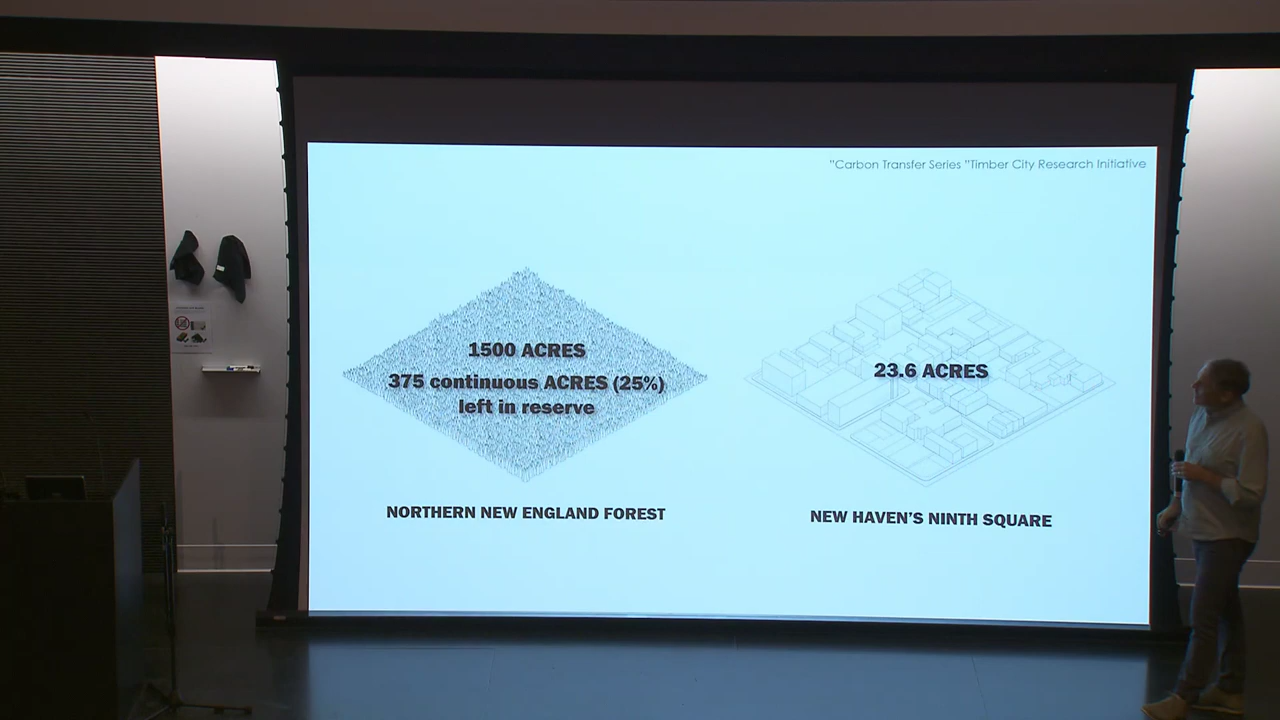 "Carbon Transfer Series "Timber City Research Initiative
1500 ACRES
375 continuous ACRES (25%)
left in reserve
NORTHERN NEW ENGLAND FOREST
23.6 ACRES
NEW HAVEN'S NINTH SQUARE